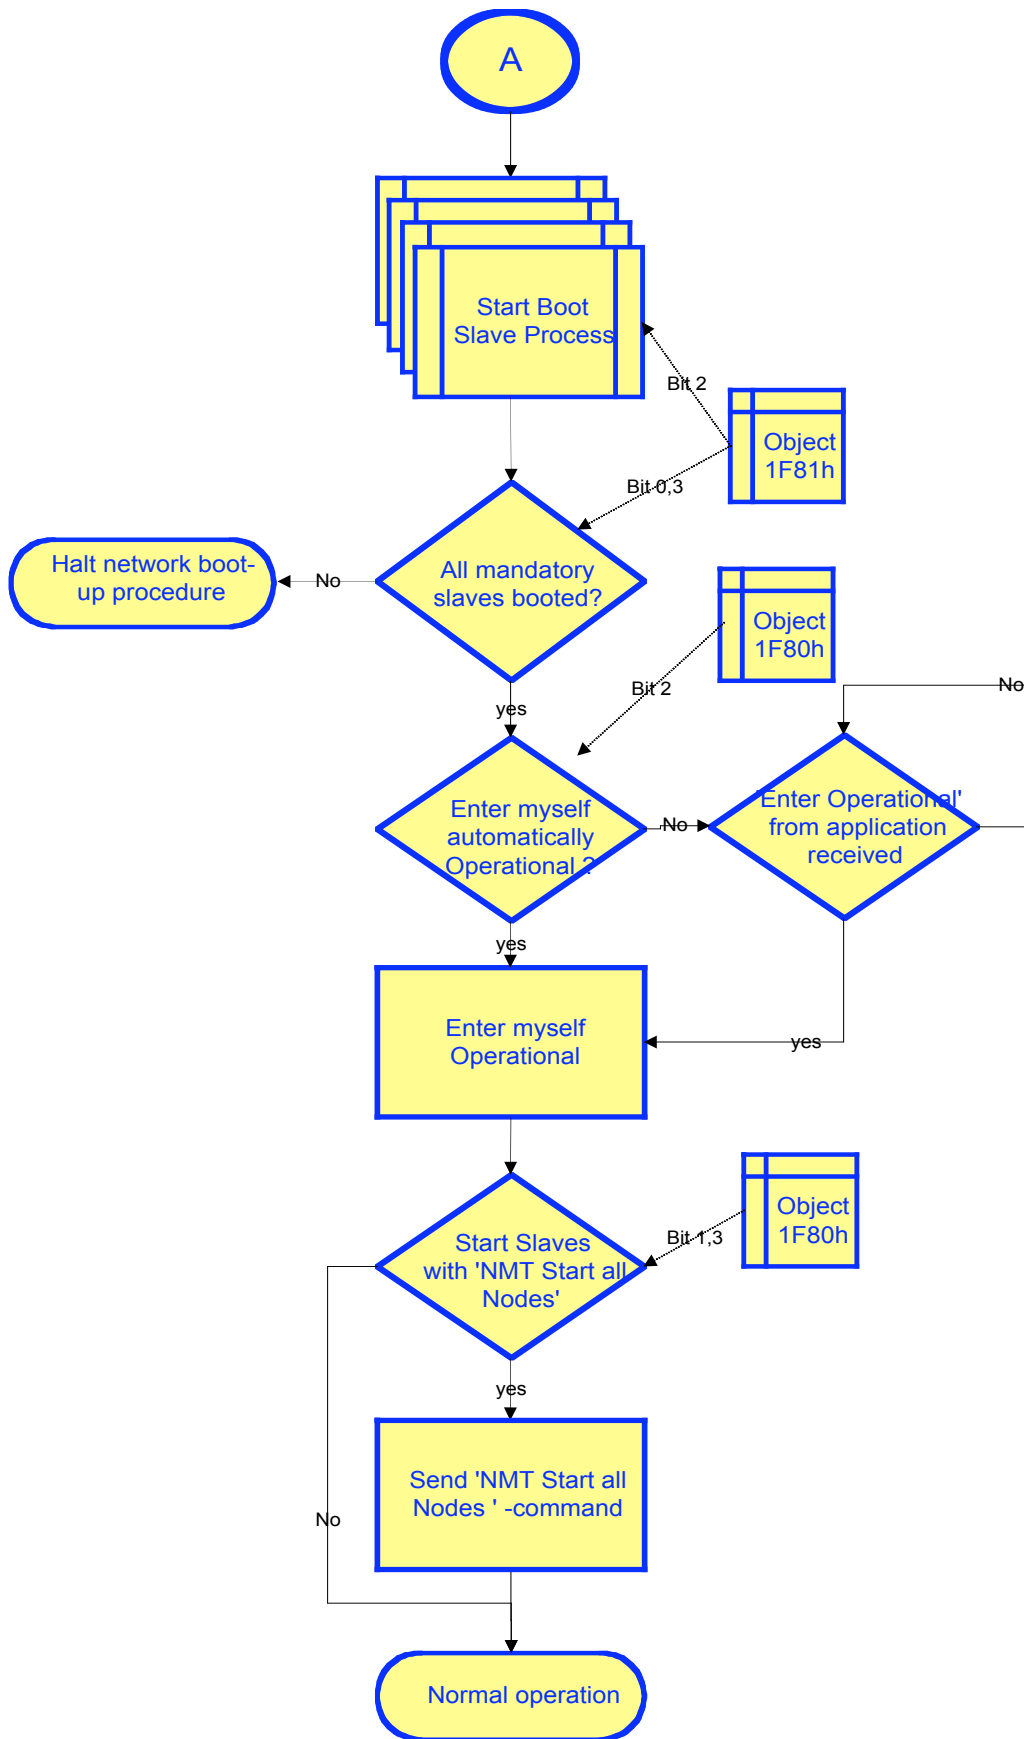 A
Start Boot
Slave Process
Bit 2
Object
1F81h
Bit 0,3
Halt network boot-
up procedure
No
All mandatory
slaves booted?
Object
1F80h
Bit 2
No
yes
Enter myself
automatically
Operational ?
No
'Enter Operational'
from application
received
yes
Enter myself
Operational
yes
Object
1F80h
Bit 1,3
Start Slaves
with 'NMT Start all
Nodes'
yes
Send 'NMT Start all
Nodes ' -command
No
Normal operation